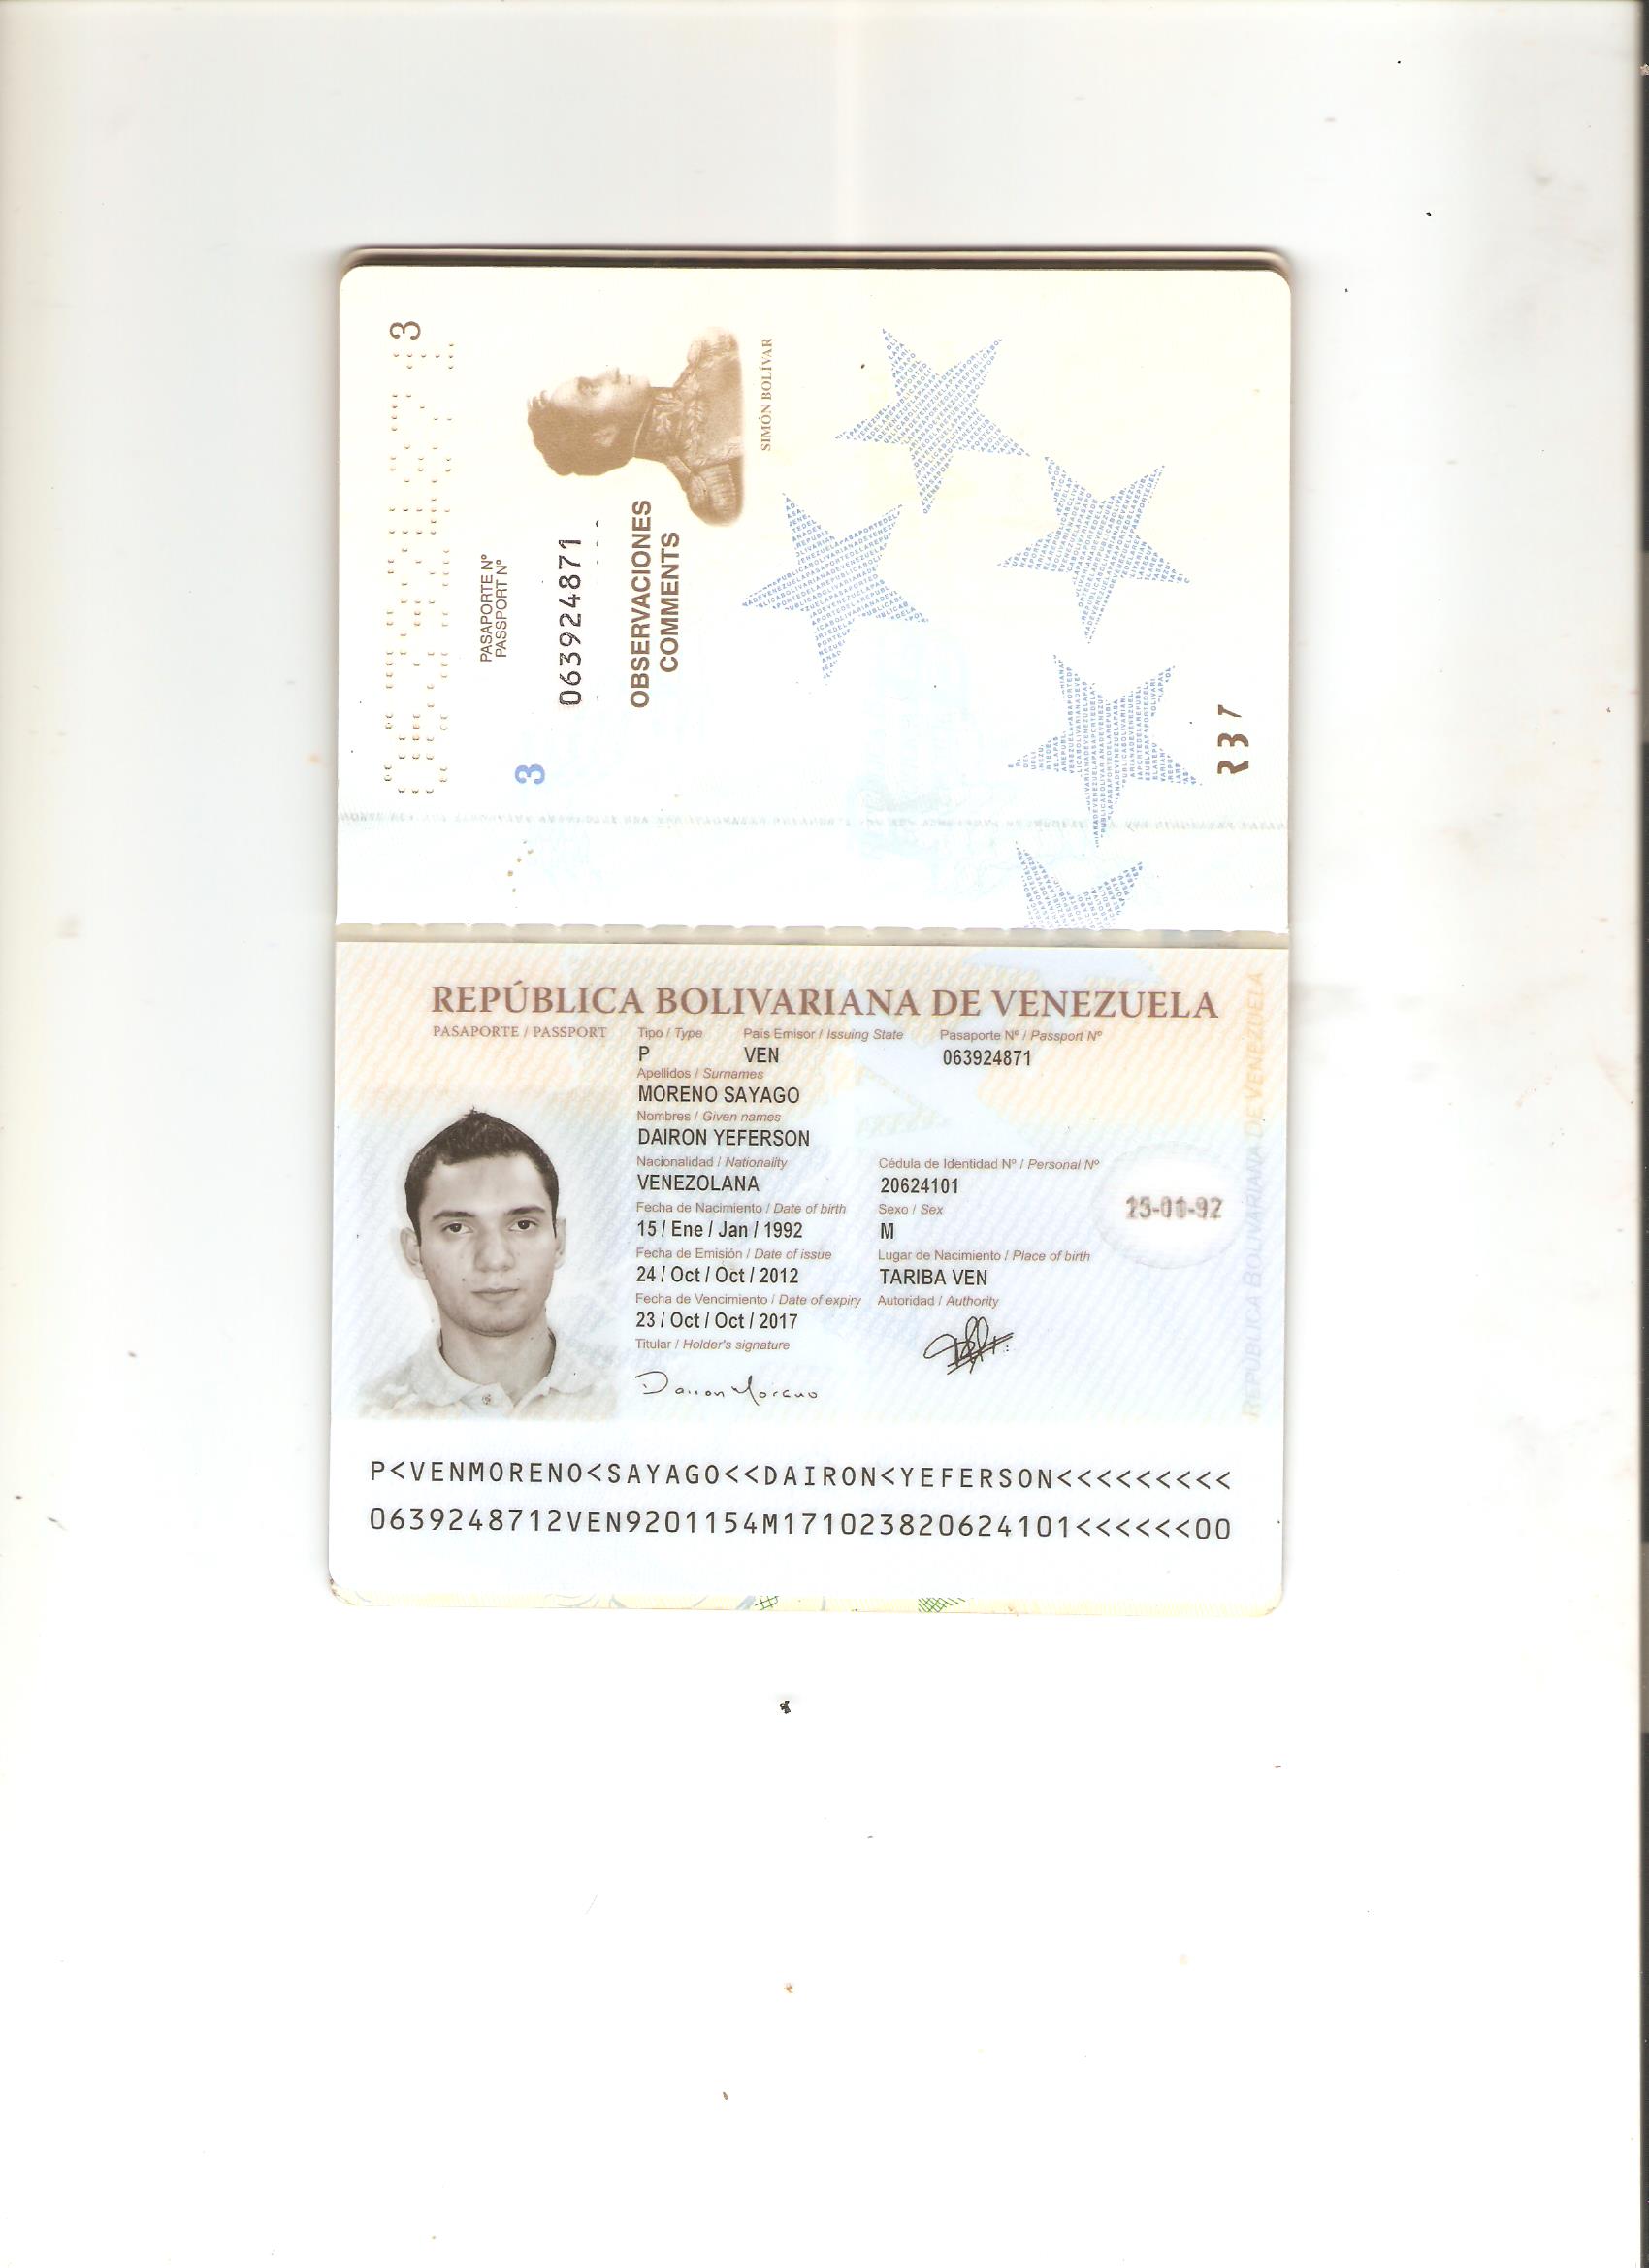 3
PASAPORTE Nº
PASSPORT Nº
063924871
OBSERVACIONES
COMMENTS
SIMÓN BOLÍVAR
3
REPÚBLICA BOLIVARIANA DE VENEZUELA
PASAPORTE / PASSPORT
Tipo / Type
País Emisor / Issuing State
Pasaporte Nº / Passport Nº
P
VEN
063924871
Apellidos / Surnames
MORENO SAYAGO
Nombres / Given names
DAIRON YEFERSON
Nacionalidad / Nationality
Cédula de Identidad Nº / Personal Nº
VENEZOLANA
20624101
Fecha de Nacimiento / Date of birth
Sexo / Sex
15 / Ene / Jan / 1992
M
15-01-92
Fecha de Emisión / Date of issue
Lugar de Nacimiento / Place of birth
24 / Oct / Oct / 2012
TARIBA VEN
Fecha de Vencimiento / Date of expiry
Autoridad / Authority
23 / Oct / Oct / 2017
Titular / Holder's signature
Dairon Moreno
REPÚBLICA BOLIVARIANA DE VENEZUELA
P<VENMORENO<SAYAGO<<DAIRON<YEFERSON<<<<<<<<<
0639248712VEN9201154M171023820624101<<<<<<00